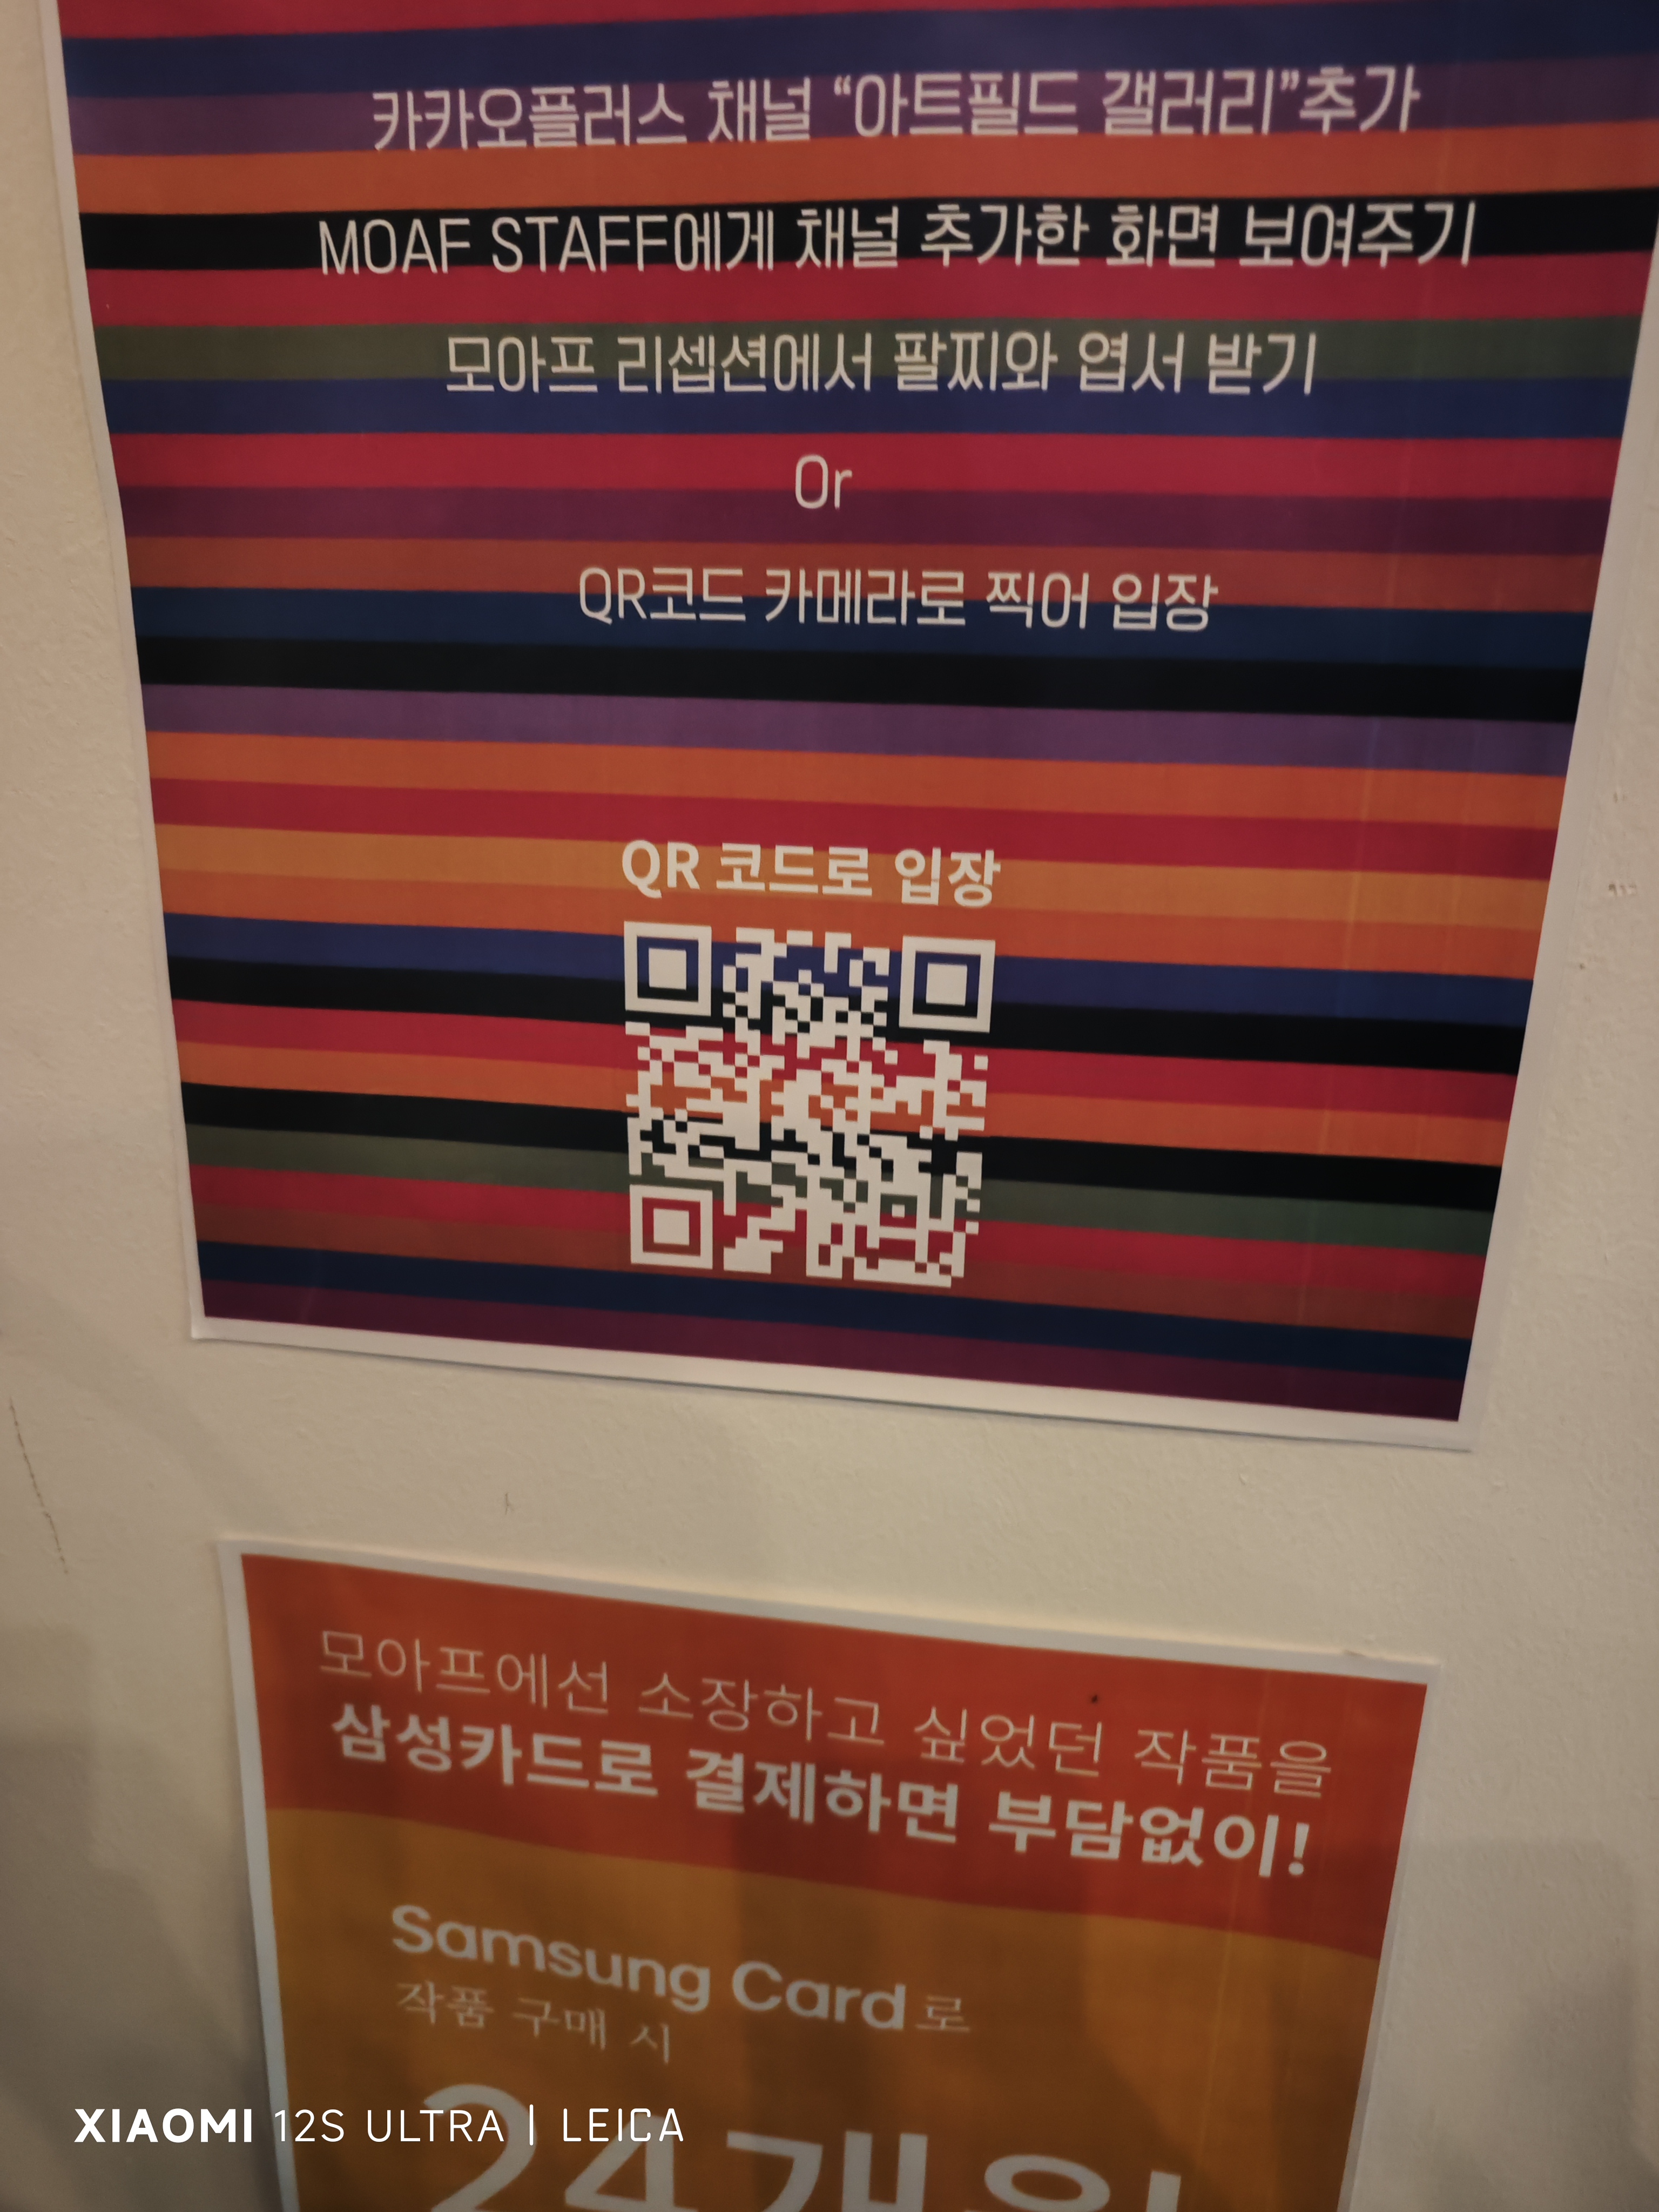 카카오플러스 채널 “아트필드 갤러리”추가
MOAF STAFF에게 채널 추가한 화면 보여주기
모아프 리셉션에서 팔찌와 엽서 받기
Or
QR코드 카메라로 찍어 입장
QR 코드로 입장
모아프에선 소장하고 싶었던 작품을
삼성카드로 결제하면 부담없이!
Samsung Card로
작품 구매 시
24개월
XIAOMI 12S ULTRA | LEICA